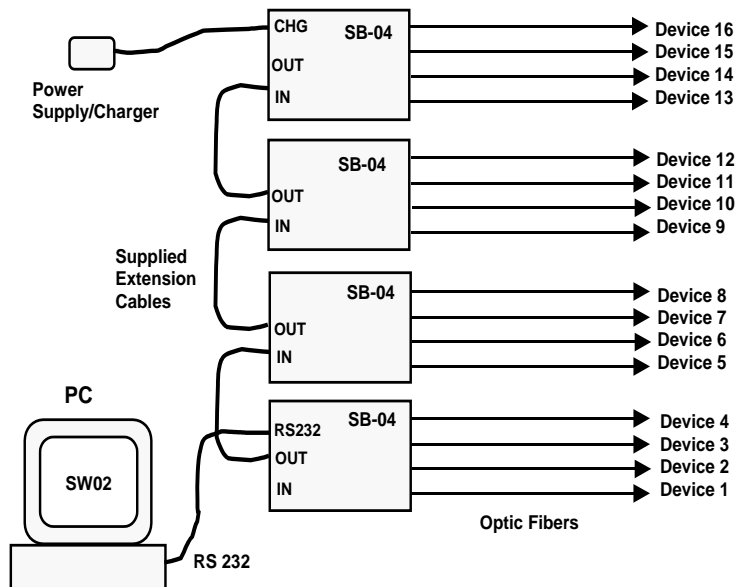 CHG
SB-04
Device 16
Device 15
OUT
Device 14
IN
Device 13
Power
Supply/Charger
SB-04
Device 12
Device 11
OUT
Device 10
IN
Device 9
Supplied
Extension
Cables
SB-04
Device 8
Device 7
OUT
Device 6
IN
Device 5
PC
SB-04
Device 4
RS232
Device 3
OUT
Device 2
IN
Device 1
SW02
Optic Fibers
RS 232